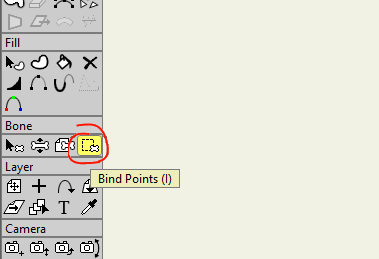 Fill
Bone
Bind Points (I)
Layer
T
Camera